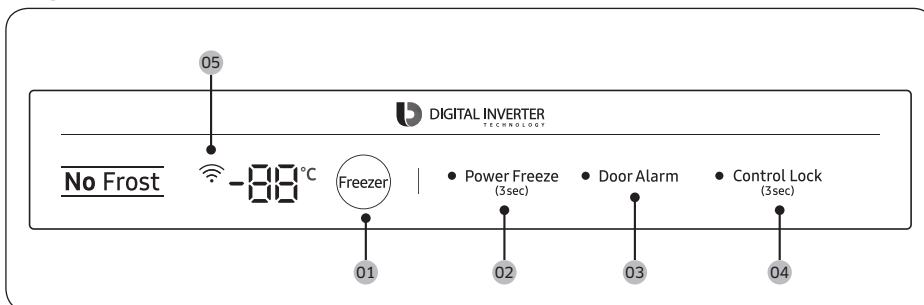 05
DIGITAL INVERTER
TECHNOLOGY
No Frost -88°C Freezer Power Freeze Door Alarm Control Lock
(3sec) (3sec)
01 02 03 04